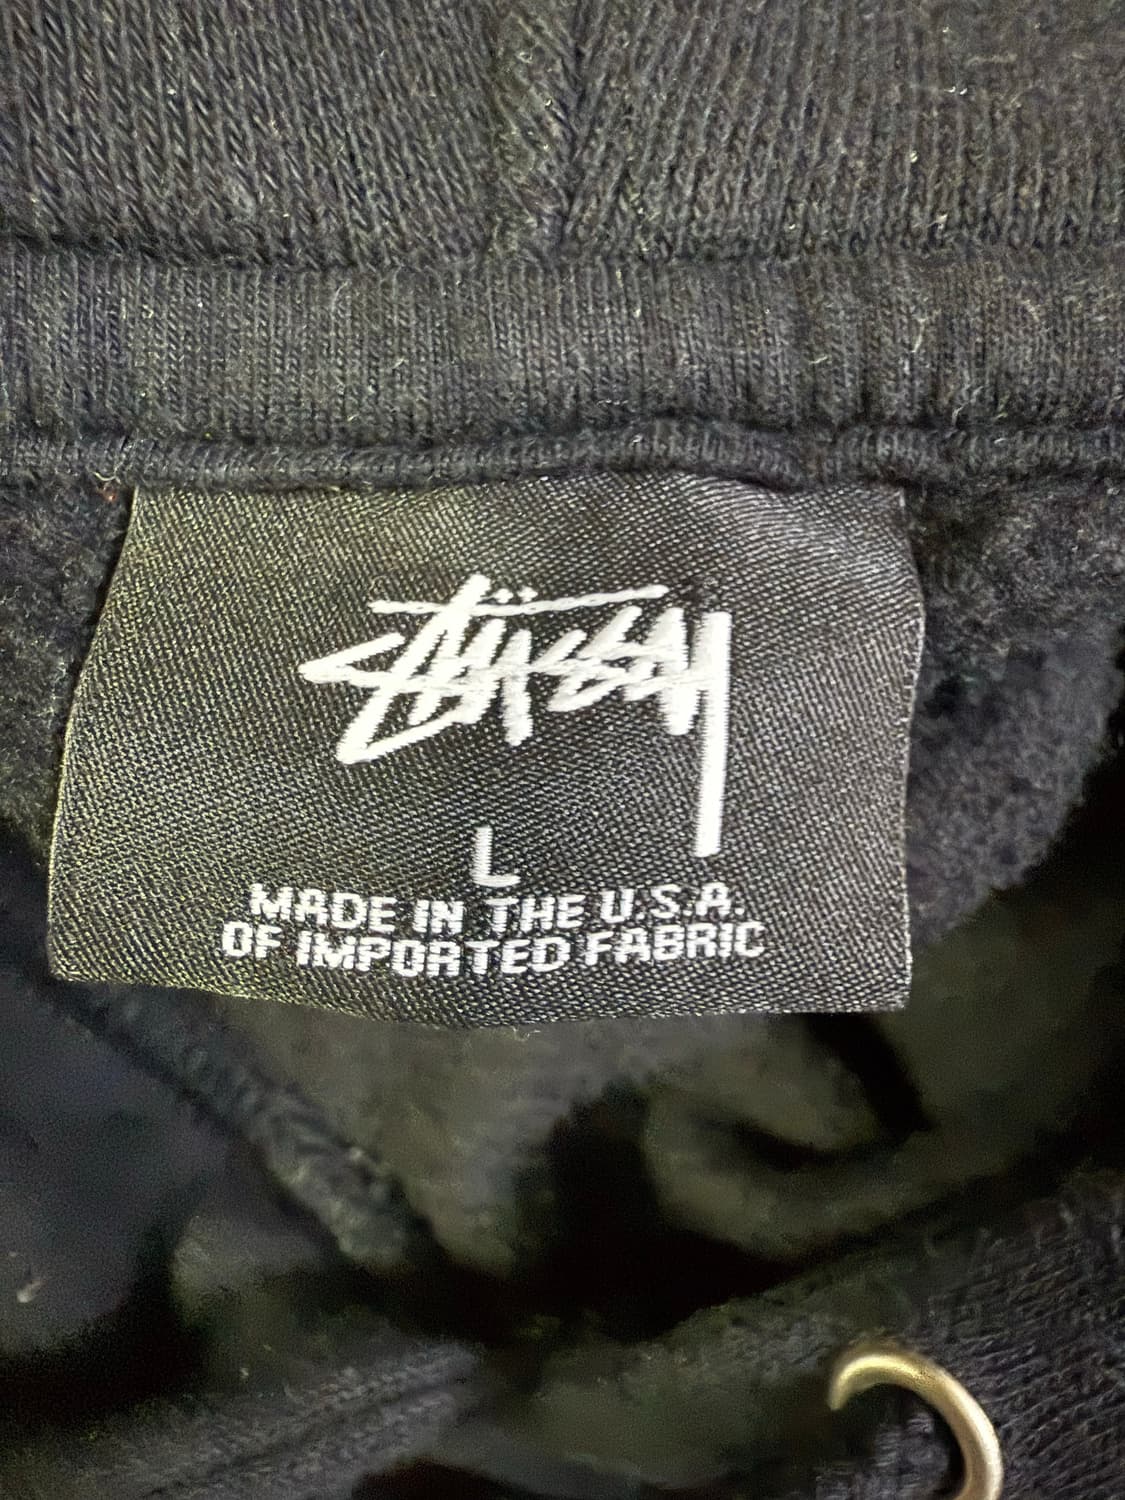 Stüssy
L
MADE IN THE U.S.A.
OF IMPORTED FABRIC